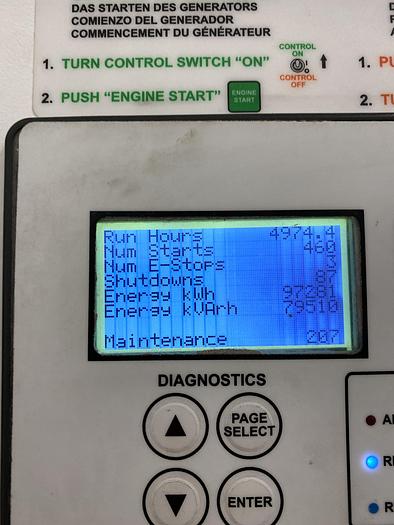 DAS STARTEN DES GENERATORS
COMIENZO DEL GENERADOR
COMMENCEMENT DU GÉNÉRATEUR
1. TURN CONTROL SWITCH "ON"
CONTROL
ON
CONTROL
OFF
2. PUSH "ENGINE START"
ENGINE
START
1.
2.
Run Hours 4974.4
Num Starts 460
Num E-Stops 3
Shutdowns 87
Energy kWh 97281
Energy kVArh 79510
Maintenance 207
DIAGNOSTICS
PAGE
SELECT
ENTER